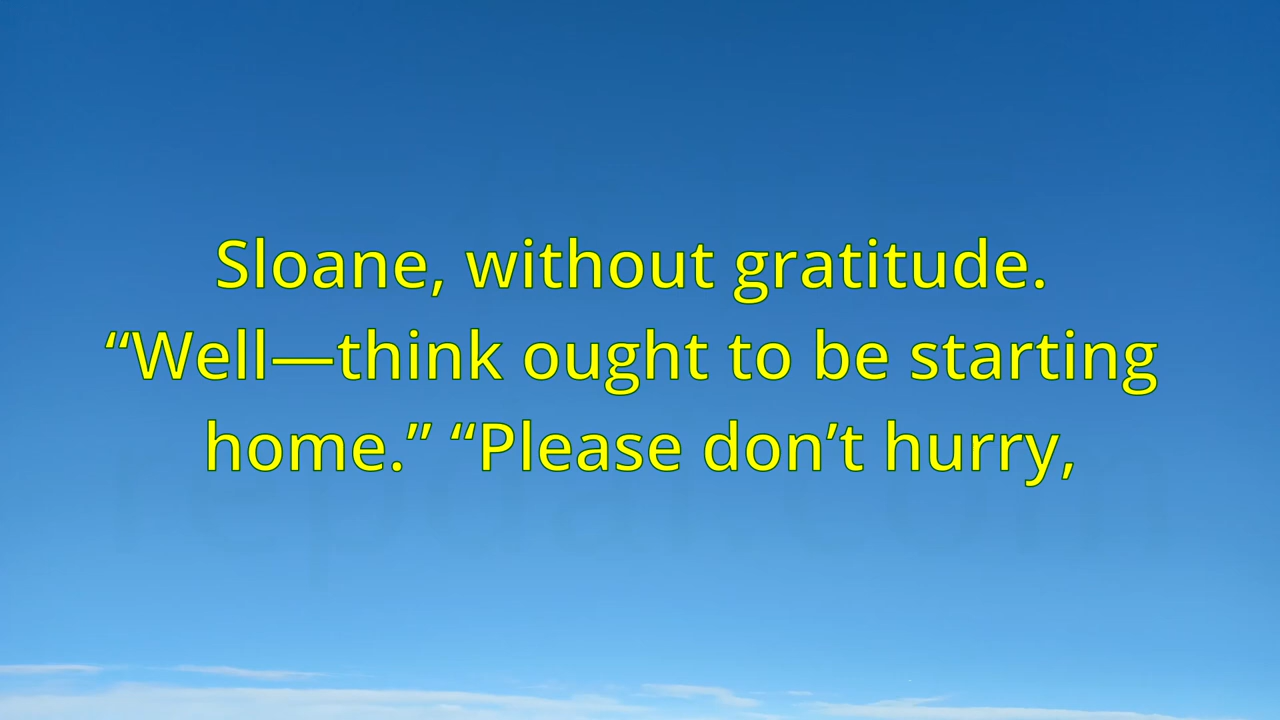 Sloane, without gratitude.
“Well—think ought to be starting
home.” “Please don’t hurry,